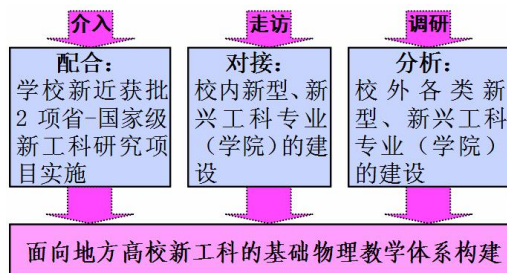 介入 走访 调研
配合：
学校新近获批
2 项省-国家级
新工科研究项
目实施
对接：
校内新型、新
兴工科专业
（学院）的建
设
分析：
校外各类新
型、新兴工科
专业（学院）
的建设
面向地方高校新工科的基础物理教学体系构建